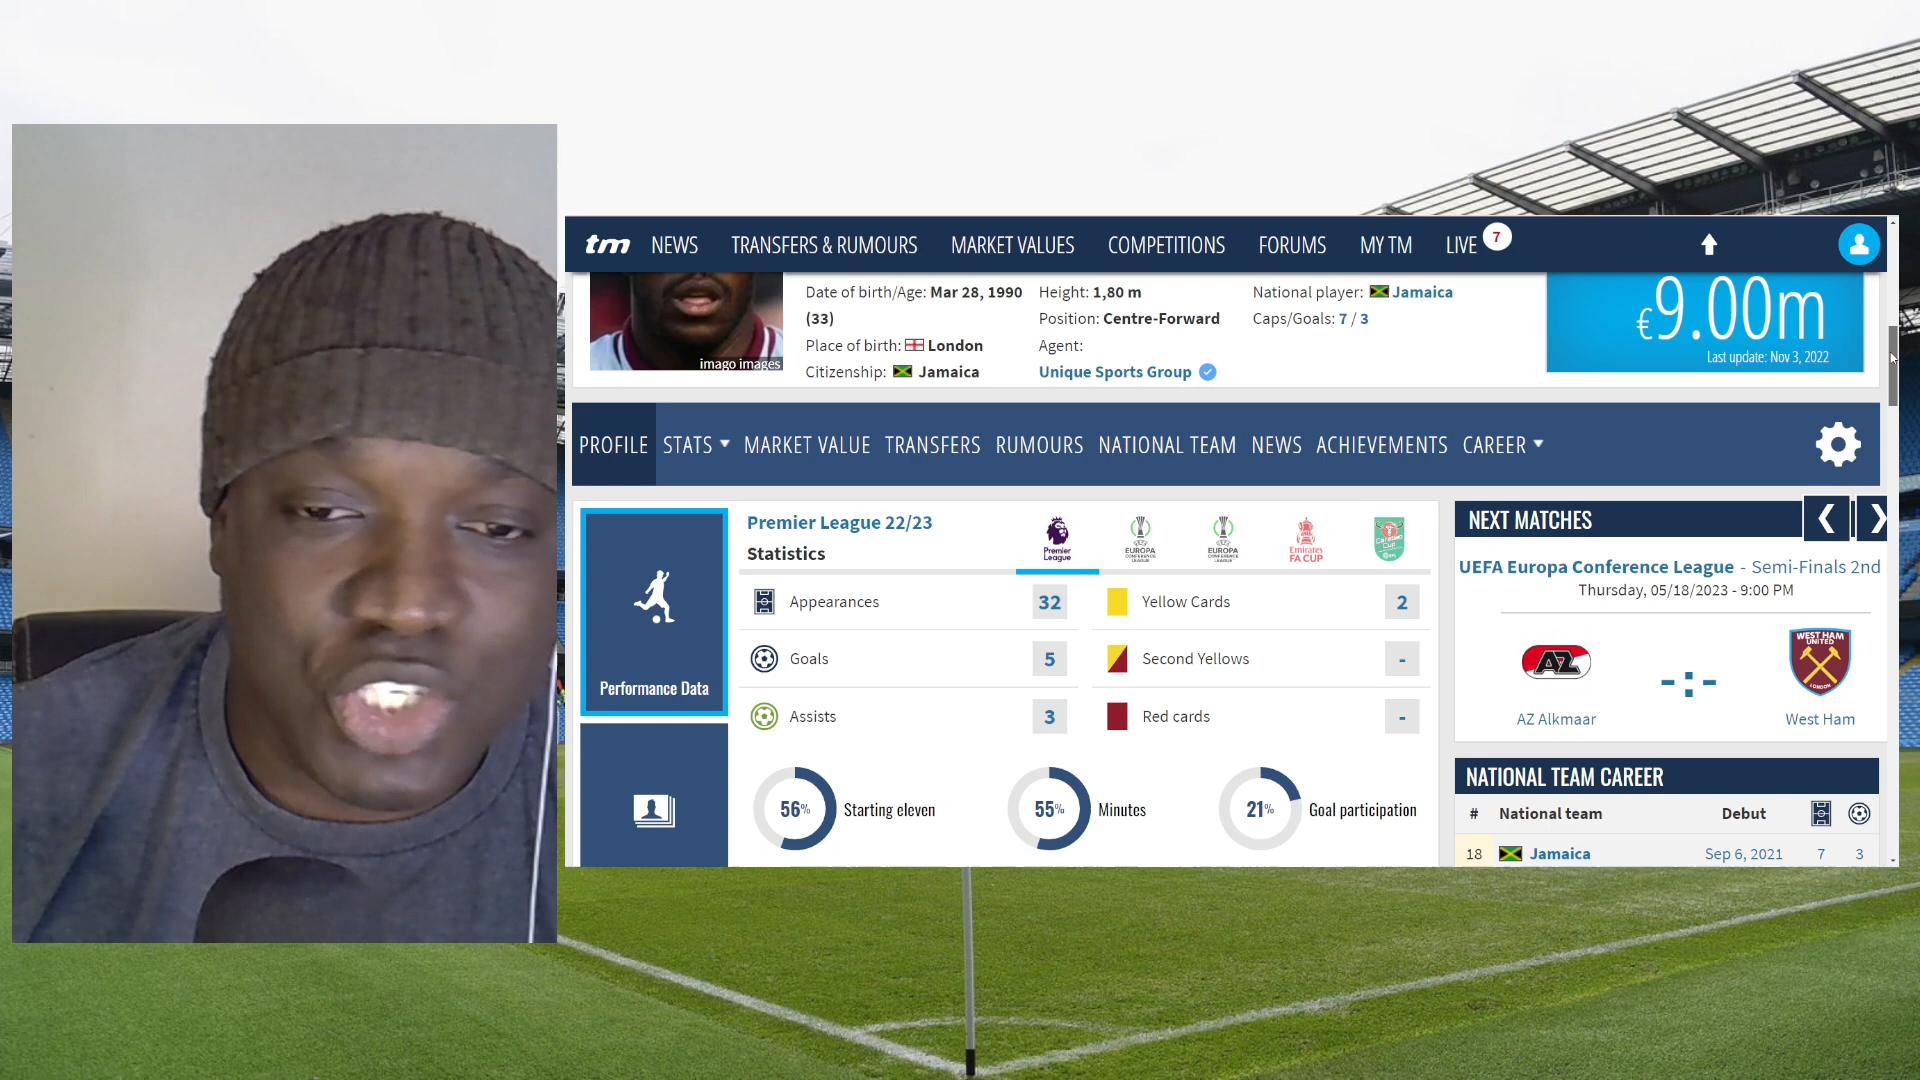 tm NEWS TRANSFERS & RUMOURS MARKET VALUES COMPETITIONS FORUMS MY TM LIVE 7
imago images
Date of birth/Age: Mar 28, 1990
(33)
Place of birth: London
Citizenship: Jamaica
Height: 1,80 m
Position: Centre-Forward
Agent:
Unique Sports Group
National player: Jamaica
Caps/Goals: 7 / 3
€9.00m
Last update: Nov 3, 2022
PROFILE STATS MARKET VALUE TRANSFERS RUMOURS NATIONAL TEAM NEWS ACHIEVEMENTS CAREER
Performance Data
Premier League 22/23
Statistics
Premier League
EUROPA CONFERENCE LEAGUE
EUROPA CONFERENCE LEAGUE
Emirates FA CUP
Carabao Cup
Appearances 32
Yellow Cards 2
Goals 5
Second Yellows -
Assists 3
Red cards -
56% Starting eleven
55% Minutes
21% Goal participation
NEXT MATCHES
UEFA Europa Conference League - Semi-Finals 2nd
Thursday, 05/18/2023 - 9:00 PM
AZ
-:-
WEST HAM UNITED LONDON
AZ Alkmaar
West Ham
NATIONAL TEAM CAREER
# National team Debut
18 Jamaica Sep 6, 2021 7 3